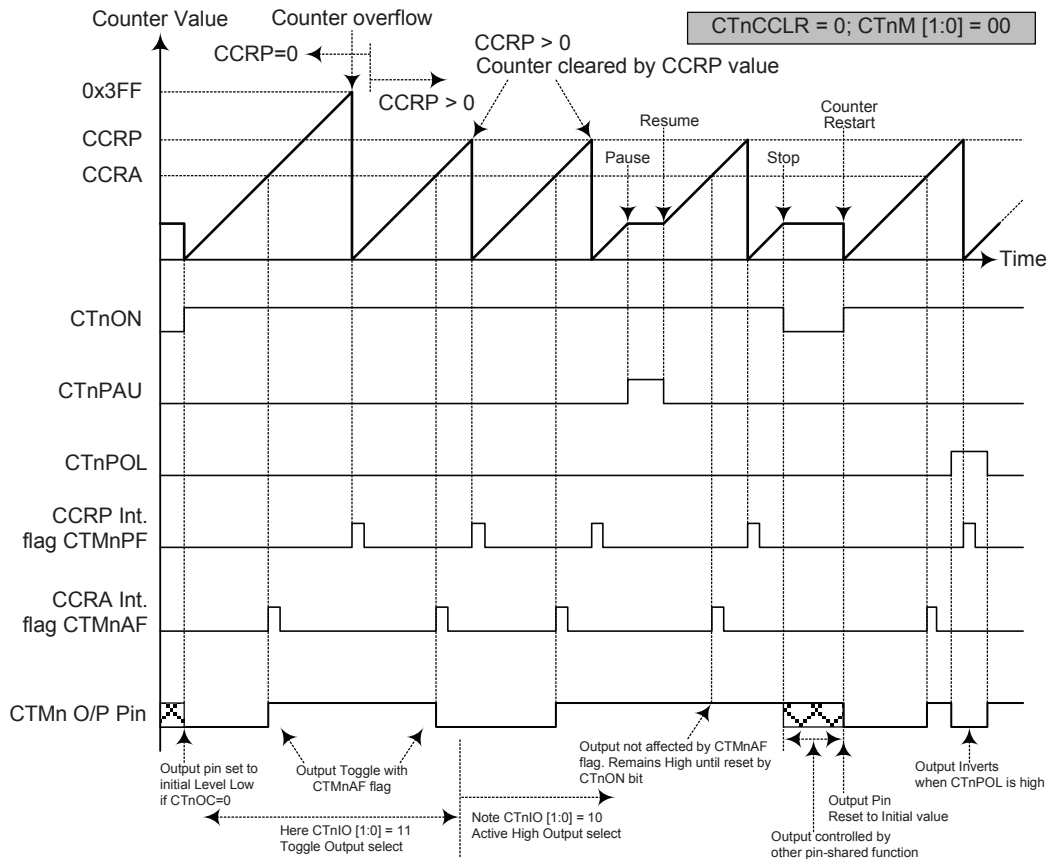 Counter Value
Counter overflow
CTnCCLR = 0; CTnM [1:0] = 00
CCRP=0
CCRP > 0
CCRP > 0
Counter cleared by CCRP value
0x3FF
CCRP
CCRA
Pause
Resume
Stop
Counter
Restart
Time
CTnON
CTnPAU
CTnPOL
CCRP Int.
flag CTMnPF
CCRA Int.
flag CTMnAF
CTMn O/P Pin
Output pin set to
initial Level Low
if CTnOC=0
Output Toggle with
CTMnAF flag
Here CTnIO [1:0] = 11
Toggle Output select
Output not affected by CTMnAF
flag. Remains High until reset by
CTnON bit
Note CTnIO [1:0] = 10
Active High Output select
Output controlled by
other pin-shared function
Output Pin
Reset to Initial value
Output Inverts
when CTnPOL is high